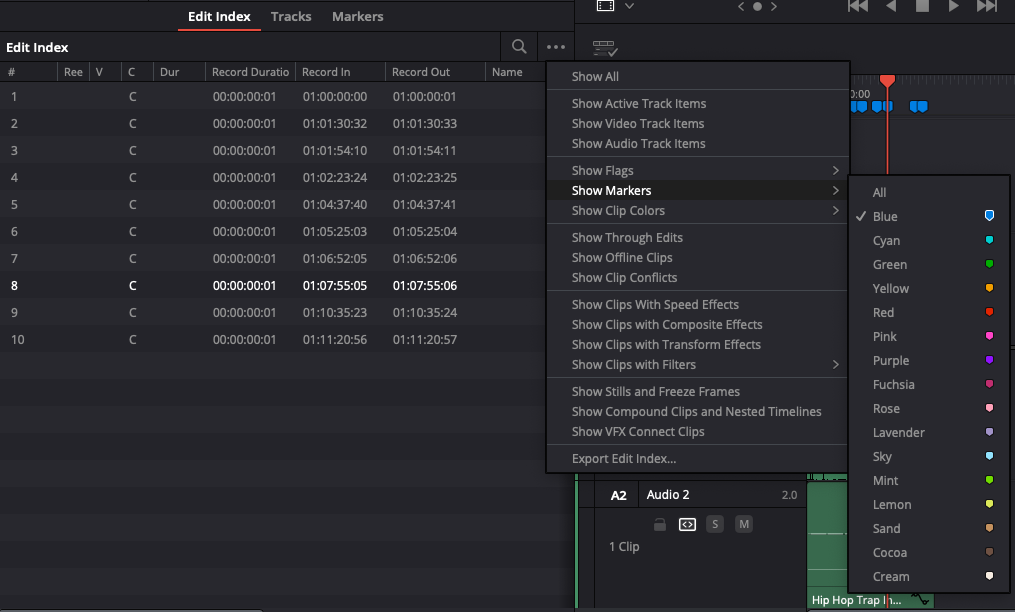 Edit Index Tracks Markers
Edit Index
# Ree V C Dur Record Duratio Record In Record Out Name
1 C 00:00:00:01 01:00:00:00 01:00:00:01
2 C 00:00:00:01 01:01:30:32 01:01:30:33
3 C 00:00:00:01 01:01:54:10 01:01:54:11
4 C 00:00:00:01 01:02:23:24 01:02:23:25
5 C 00:00:00:01 01:04:37:40 01:04:37:41
6 C 00:00:00:01 01:05:25:03 01:05:25:04
7 C 00:00:00:01 01:06:52:05 01:06:52:06
8 C 00:00:00:01 01:07:55:05 01:07:55:06
9 C 00:00:00:01 01:10:35:23 01:10:35:24
10 C 00:00:00:01 01:11:20:56 01:11:20:57
Show All
Show Active Track Items
Show Video Track Items
Show Audio Track Items
Show Flags
Show Markers
Show Clip Colors
Show Through Edits
Show Offline Clips
Show Clip Conflicts
Show Clips With Speed Effects
Show Clips with Composite Effects
Show Clips with Transform Effects
Show Clips with Filters
Show Stills and Freeze Frames
Show Compound Clips and Nested Timelines
Show VFX Connect Clips
Export Edit Index...
0:00
All
Blue
Cyan
Green
Yellow
Red
Pink
Purple
Fuchsia
Rose
Lavender
Sky
Mint
Lemon
Sand
Cocoa
Cream
A2 Audio 2 2.0
S M
1 Clip
Hip Hop Trap In...